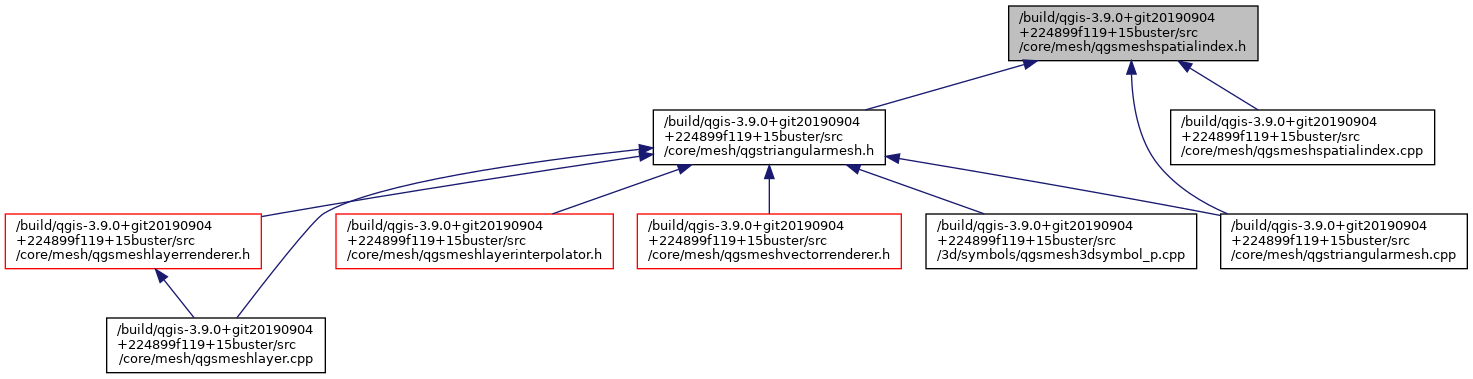 /build/qgis-3.9.0+git20190904
+224899f119+15buster/src
/core/mesh/qgsmeshspatialindex.h
/build/qgis-3.9.0+git20190904
+224899f119+15buster/src
/core/mesh/qgstriangularmesh.h
/build/qgis-3.9.0+git20190904
+224899f119+15buster/src
/core/mesh/qgsmeshspatialindex.cpp
/build/qgis-3.9.0+git20190904
+224899f119+15buster/src
/core/mesh/qgsmeshlayerrenderer.h
/build/qgis-3.9.0+git20190904
+224899f119+15buster/src
/core/mesh/qgsmeshlayerinterpolator.h
/build/qgis-3.9.0+git20190904
+224899f119+15buster/src
/core/mesh/qgsmeshvectorrenderer.h
/build/qgis-3.9.0+git20190904
+224899f119+15buster/src
/3d/symbols/qgsmesh3dsymbol_p.cpp
/build/qgis-3.9.0+git20190904
+224899f119+15buster/src
/core/mesh/qgstriangularmesh.cpp
/build/qgis-3.9.0+git20190904
+224899f119+15buster/src
/core/mesh/qgsmeshlayer.cpp